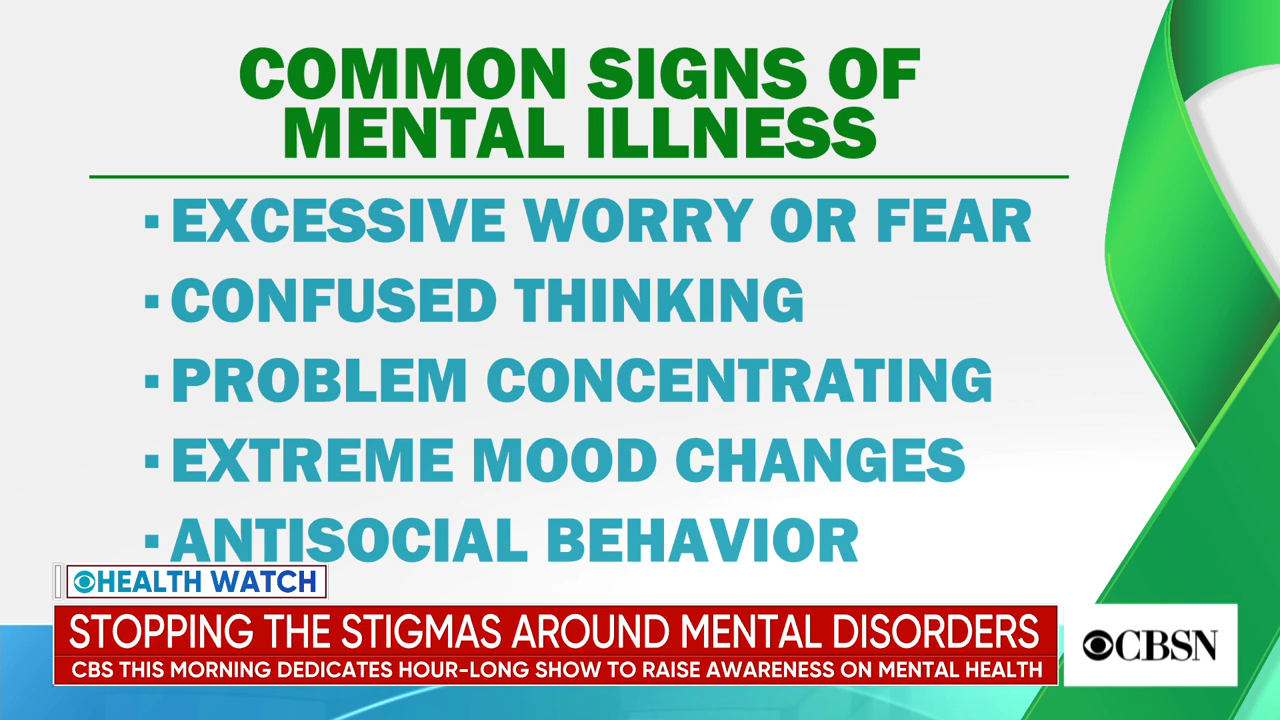 COMMON SIGNS OF
MENTAL ILLNESS
▪ EXCESSIVE WORRY OR FEAR
▪ CONFUSED THINKING
▪ PROBLEM CONCENTRATING
▪ EXTREME MOOD CHANGES
▪ ANTISOCIAL BEHAVIOR
HEALTH WATCH
STOPPING THE STIGMAS AROUND MENTAL DISORDERS
CBS THIS MORNING DEDICATES HOUR-LONG SHOW TO RAISE AWARENESS ON MENTAL HEALTH
CBSN